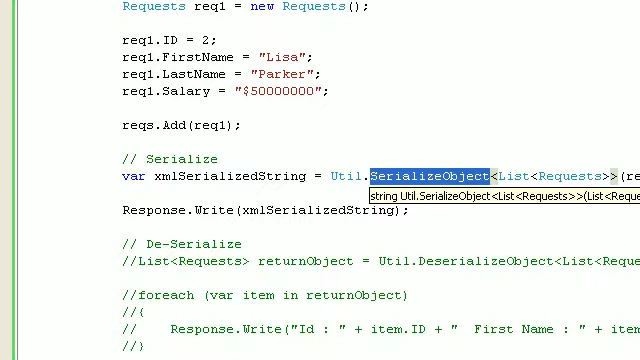 Requests req1 = new Requests();
req1.ID = 2;
req1.FirstName = "Lisa";
req1.LastName = "Parker";
req1.Salary = "$50000000";
reqs.Add(req1);
// Serialize
var xmlSerializedString = Util.SerializeObject<List<Requests>>(re
string Util.SerializeObject<List<Requests>>(List<Reque
Response.Write(xmlSerializedString);
// De-Serialize
//List<Requests> returnObject = Util.DeserializeObject<List<Reque
//foreach (var item in returnObject)
//{
//    Response.Write("Id : " + item.ID + "  First Name : " + item
//}